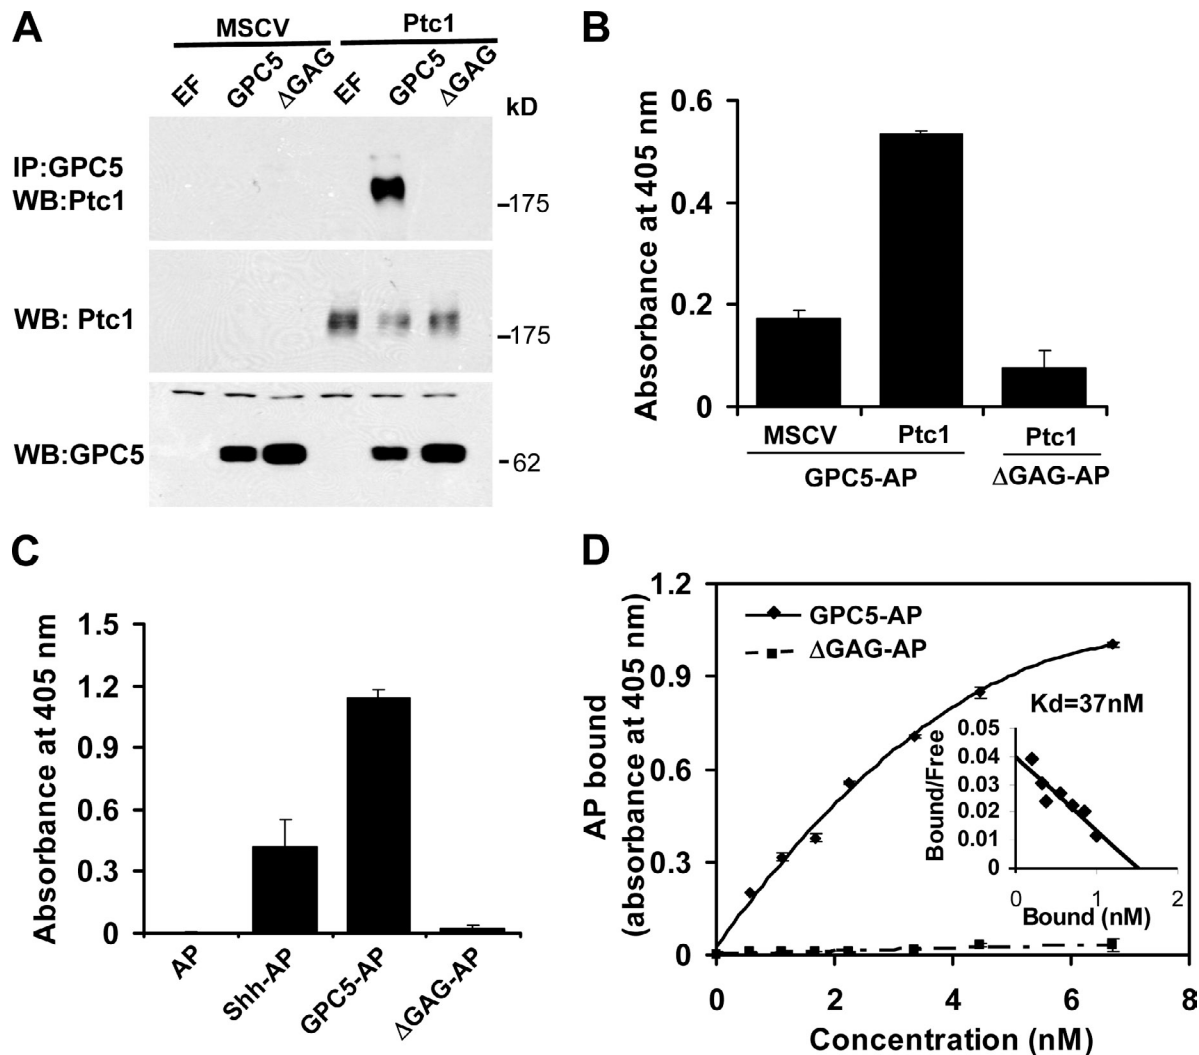 A
MSCV Ptc1
EF GPC5 ΔGAG EF GPC5 ΔGAG
kD
IP:GPC5
WB:Ptc1
–175
WB: Ptc1
–175
WB:GPC5
-62
B
Absorbance at 405 nm
0.6
0.4
0.2
0
MSCV Ptc1 Ptc1
GPC5-AP ΔGAG-AP
C
Absorbance at 405 nm
1.5
1.2
0.9
0.6
0.3
0
AP Shh-AP GPC5-AP ΔGAG-AP
D
AP bound
(absorbance at 405 nm)
1.2
0.9
0.6
0.3
0
GPC5-AP
ΔGAG-AP
Kd=37nM
Bound/Free
0.05
0.04
0.03
0.02
0.01
0
0 1 2
Bound (nM)
0 2 4 6 8
Concentration (nM)